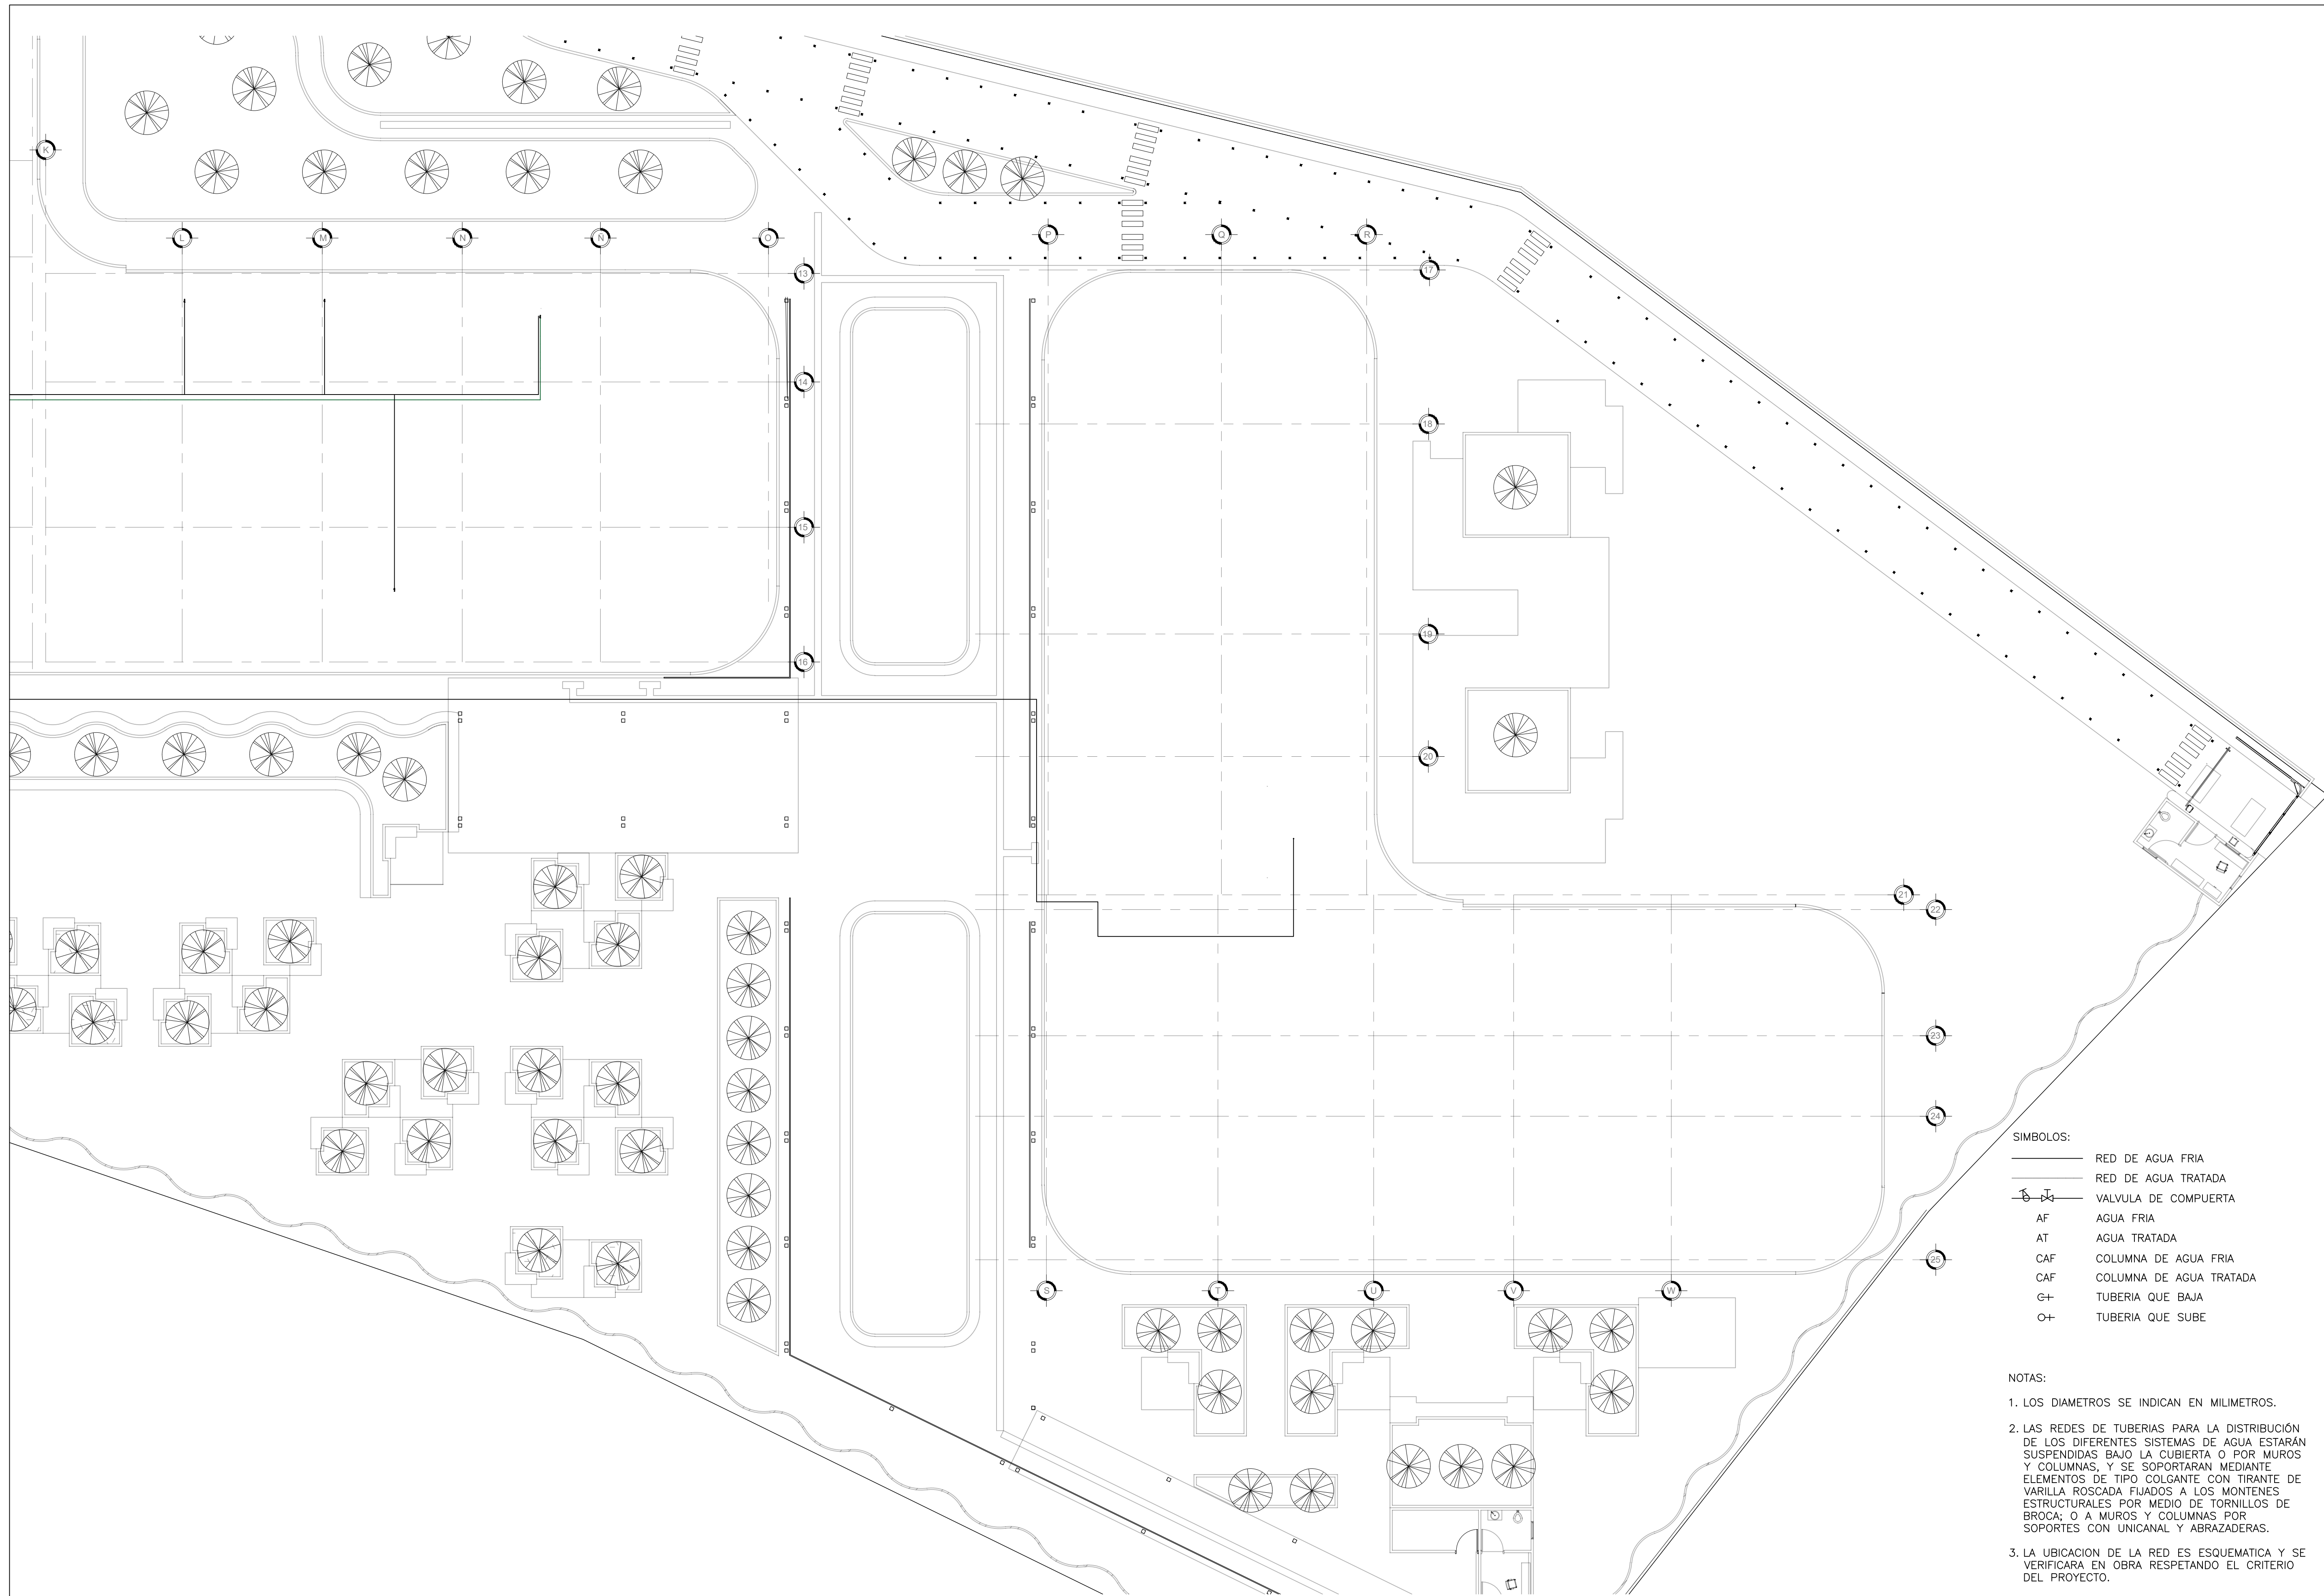 K
L
M
N
Ñ
O
P
Q
R
13
17
14
18
15
19
16
20
21
22
23
24
25
S
T
U
V
W
SIMBOLOS:
RED DE AGUA FRIA
RED DE AGUA TRATADA
VALVULA DE COMPUERTA
AF AGUA FRIA
AT AGUA TRATADA
CAF COLUMNA DE AGUA FRIA
CAF COLUMNA DE AGUA TRATADA
TUBERIA QUE BAJA
TUBERIA QUE SUBE
NOTAS:
1. LOS DIAMETROS SE INDICAN EN MILIMETROS.
2. LAS REDES DE TUBERIAS PARA LA DISTRIBUCIÓN
DE LOS DIFERENTES SISTEMAS DE AGUA ESTARÁN
SUSPENDIDAS BAJO LA CUBIERTA O POR MUROS
Y COLUMNAS, Y SE SOPORTARAN MEDIANTE
ELEMENTOS DE TIPO COLGANTE CON TIRANTE DE
VARILLA ROSCADA FIJADOS A LOS MONTENES
ESTRUCTURALES POR MEDIO DE TORNILLOS DE
BROCA; O A MUROS Y COLUMNAS POR
SOPORTES CON UNICANAL Y ABRAZADERAS.
3. LA UBICACION DE LA RED ES ESQUEMATICA Y SE
VERIFICARA EN OBRA RESPETANDO EL CRITERIO
DEL PROYECTO.